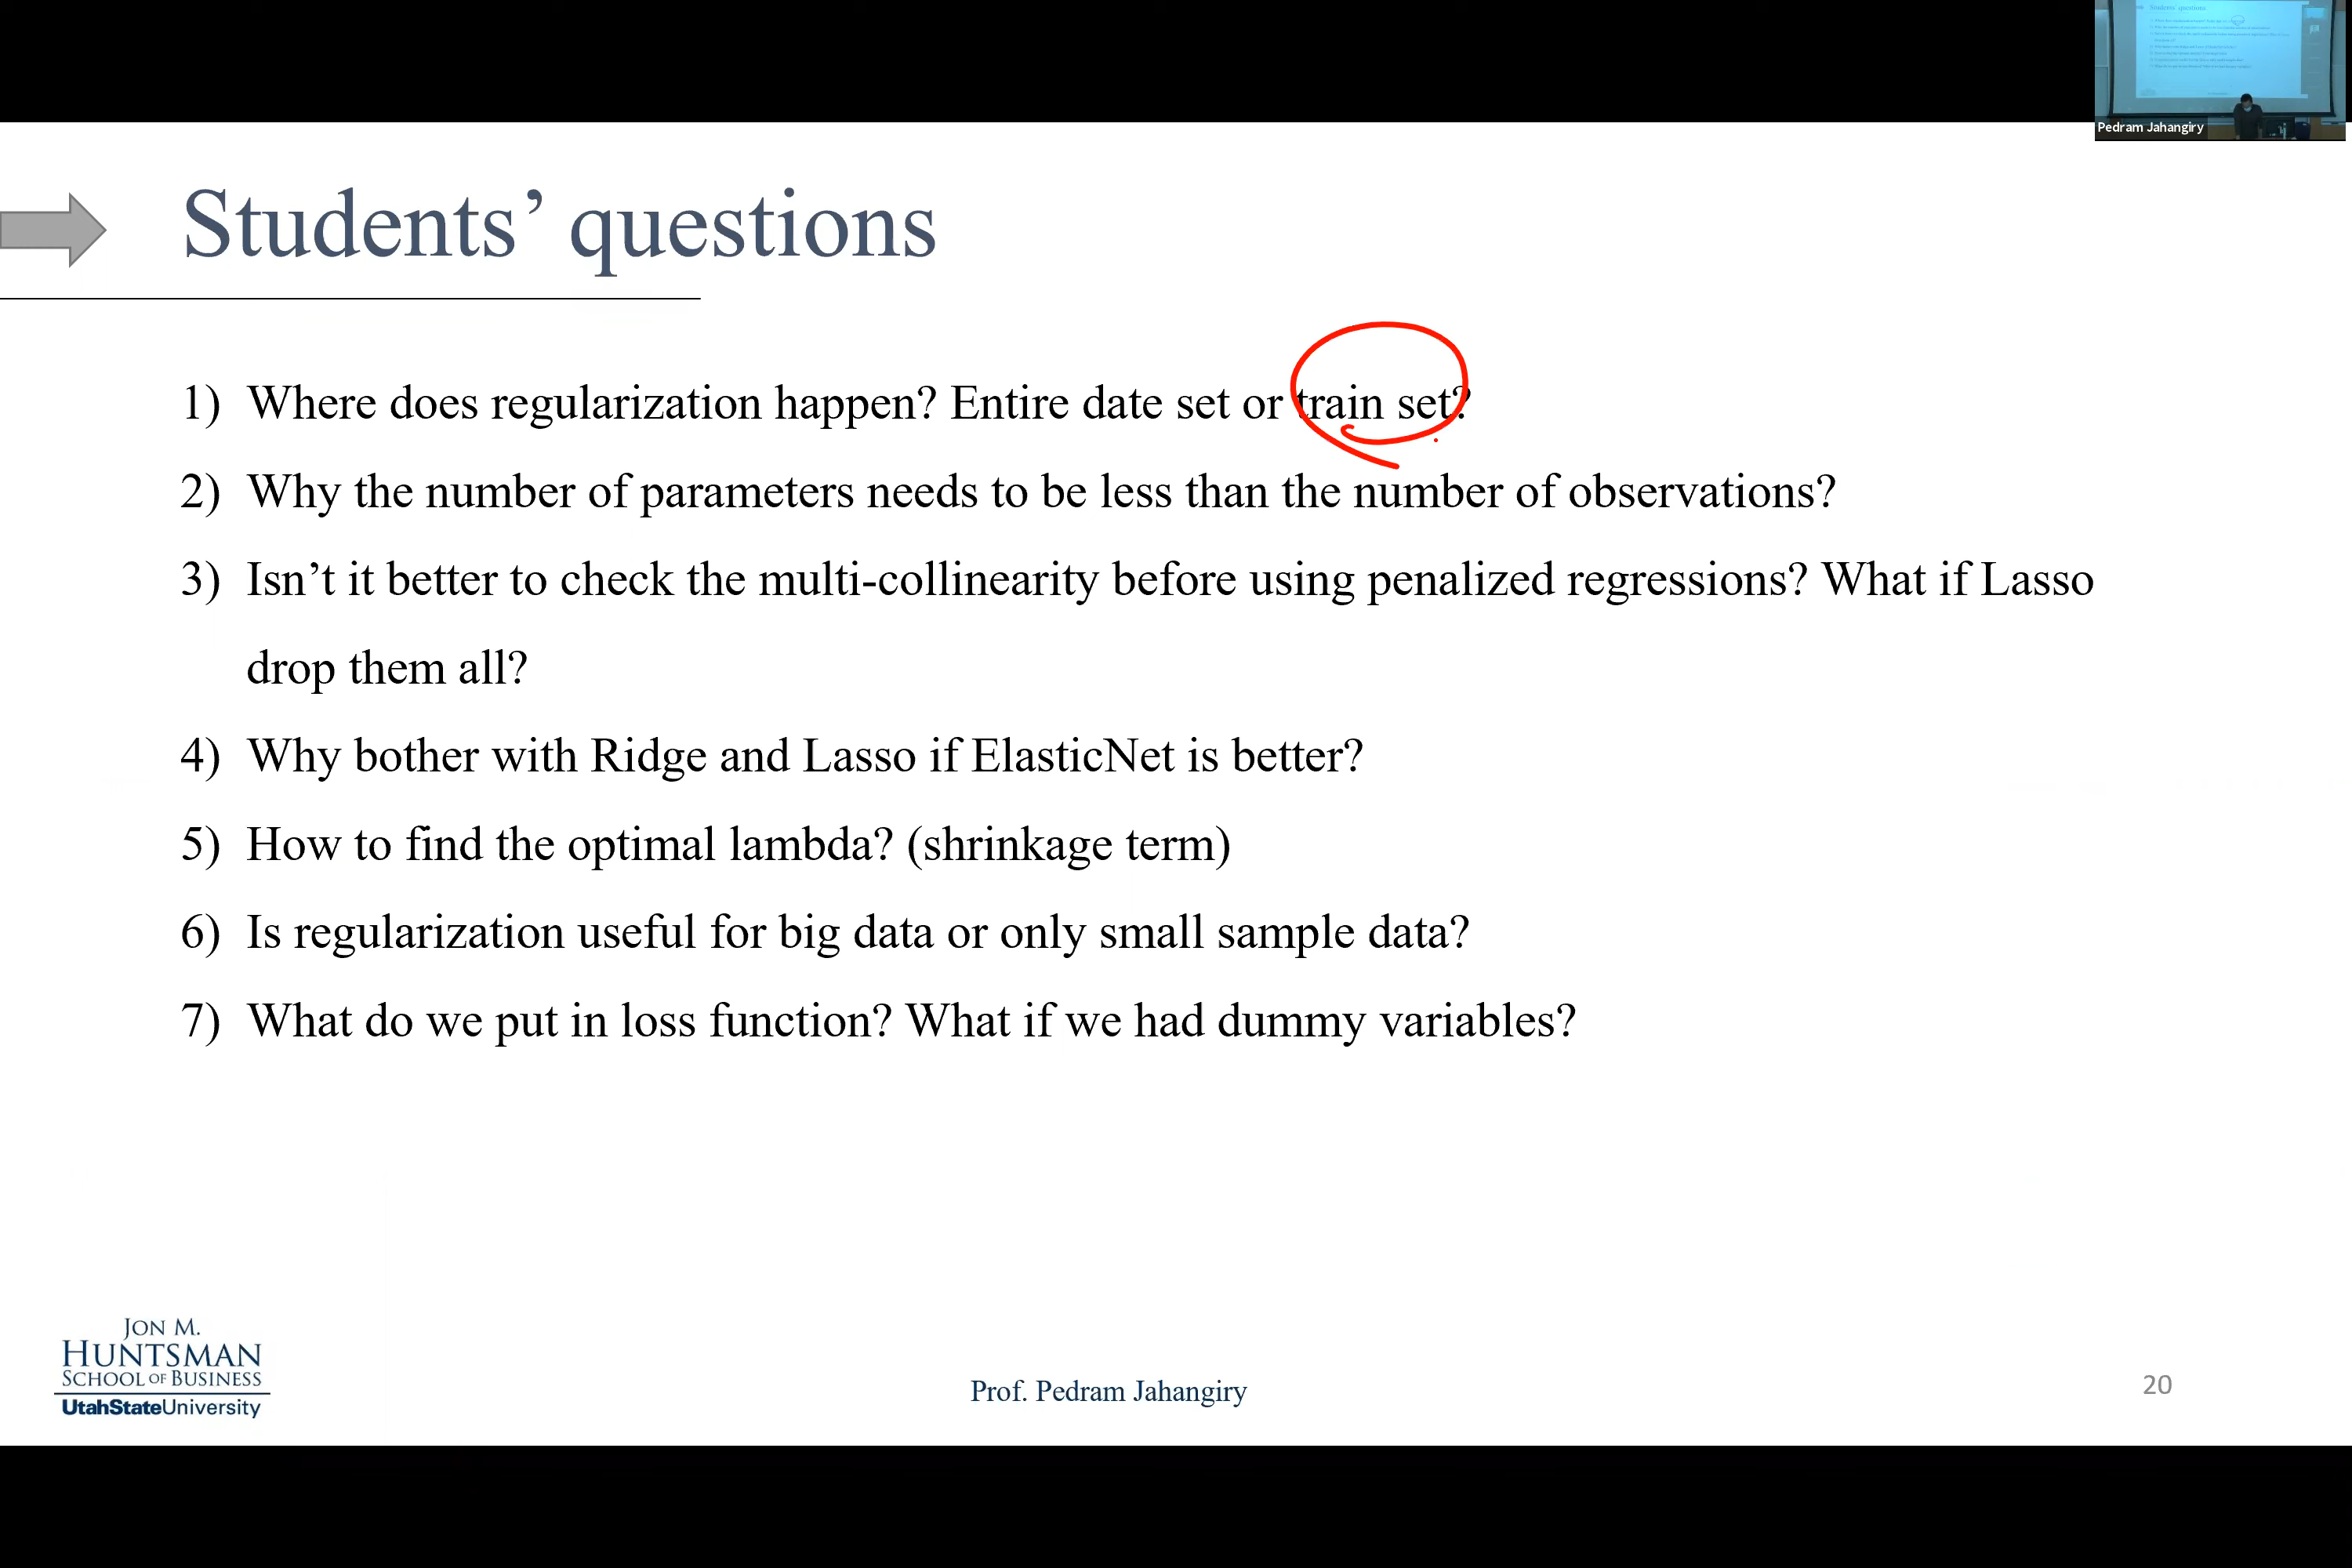 Pedram Jahangiry
Students’ questions
1) Where does regularization happen? Entire date set or train set?
2) Why the number of parameters needs to be less than the number of observations?
3) Isn’t it better to check the multi-collinearity before using penalized regressions? What if Lasso
drop them all?
4) Why bother with Ridge and Lasso if ElasticNet is better?
5) How to find the optimal lambda? (shrinkage term)
6) Is regularization useful for big data or only small sample data?
7) What do we put in loss function? What if we had dummy variables?
JON M.
HUNTSMAN
SCHOOL OF BUSINESS
UtahStateUniversity
Prof. Pedram Jahangiry
20